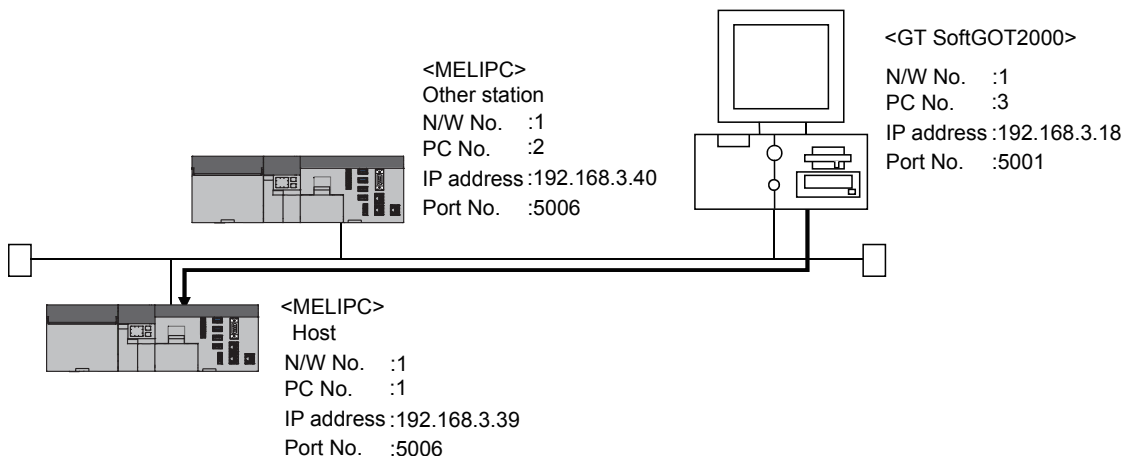 <MELIPC>
Other station
N/W No. :1
PC No. :2
IP address :192.168.3.40
Port No. :5006
<GT SoftGOT2000>
N/W No. :1
PC No. :3
IP address :192.168.3.18
Port No. :5001
<MELIPC>
Host
N/W No. :1
PC No. :1
IP address :192.168.3.39
Port No. :5006